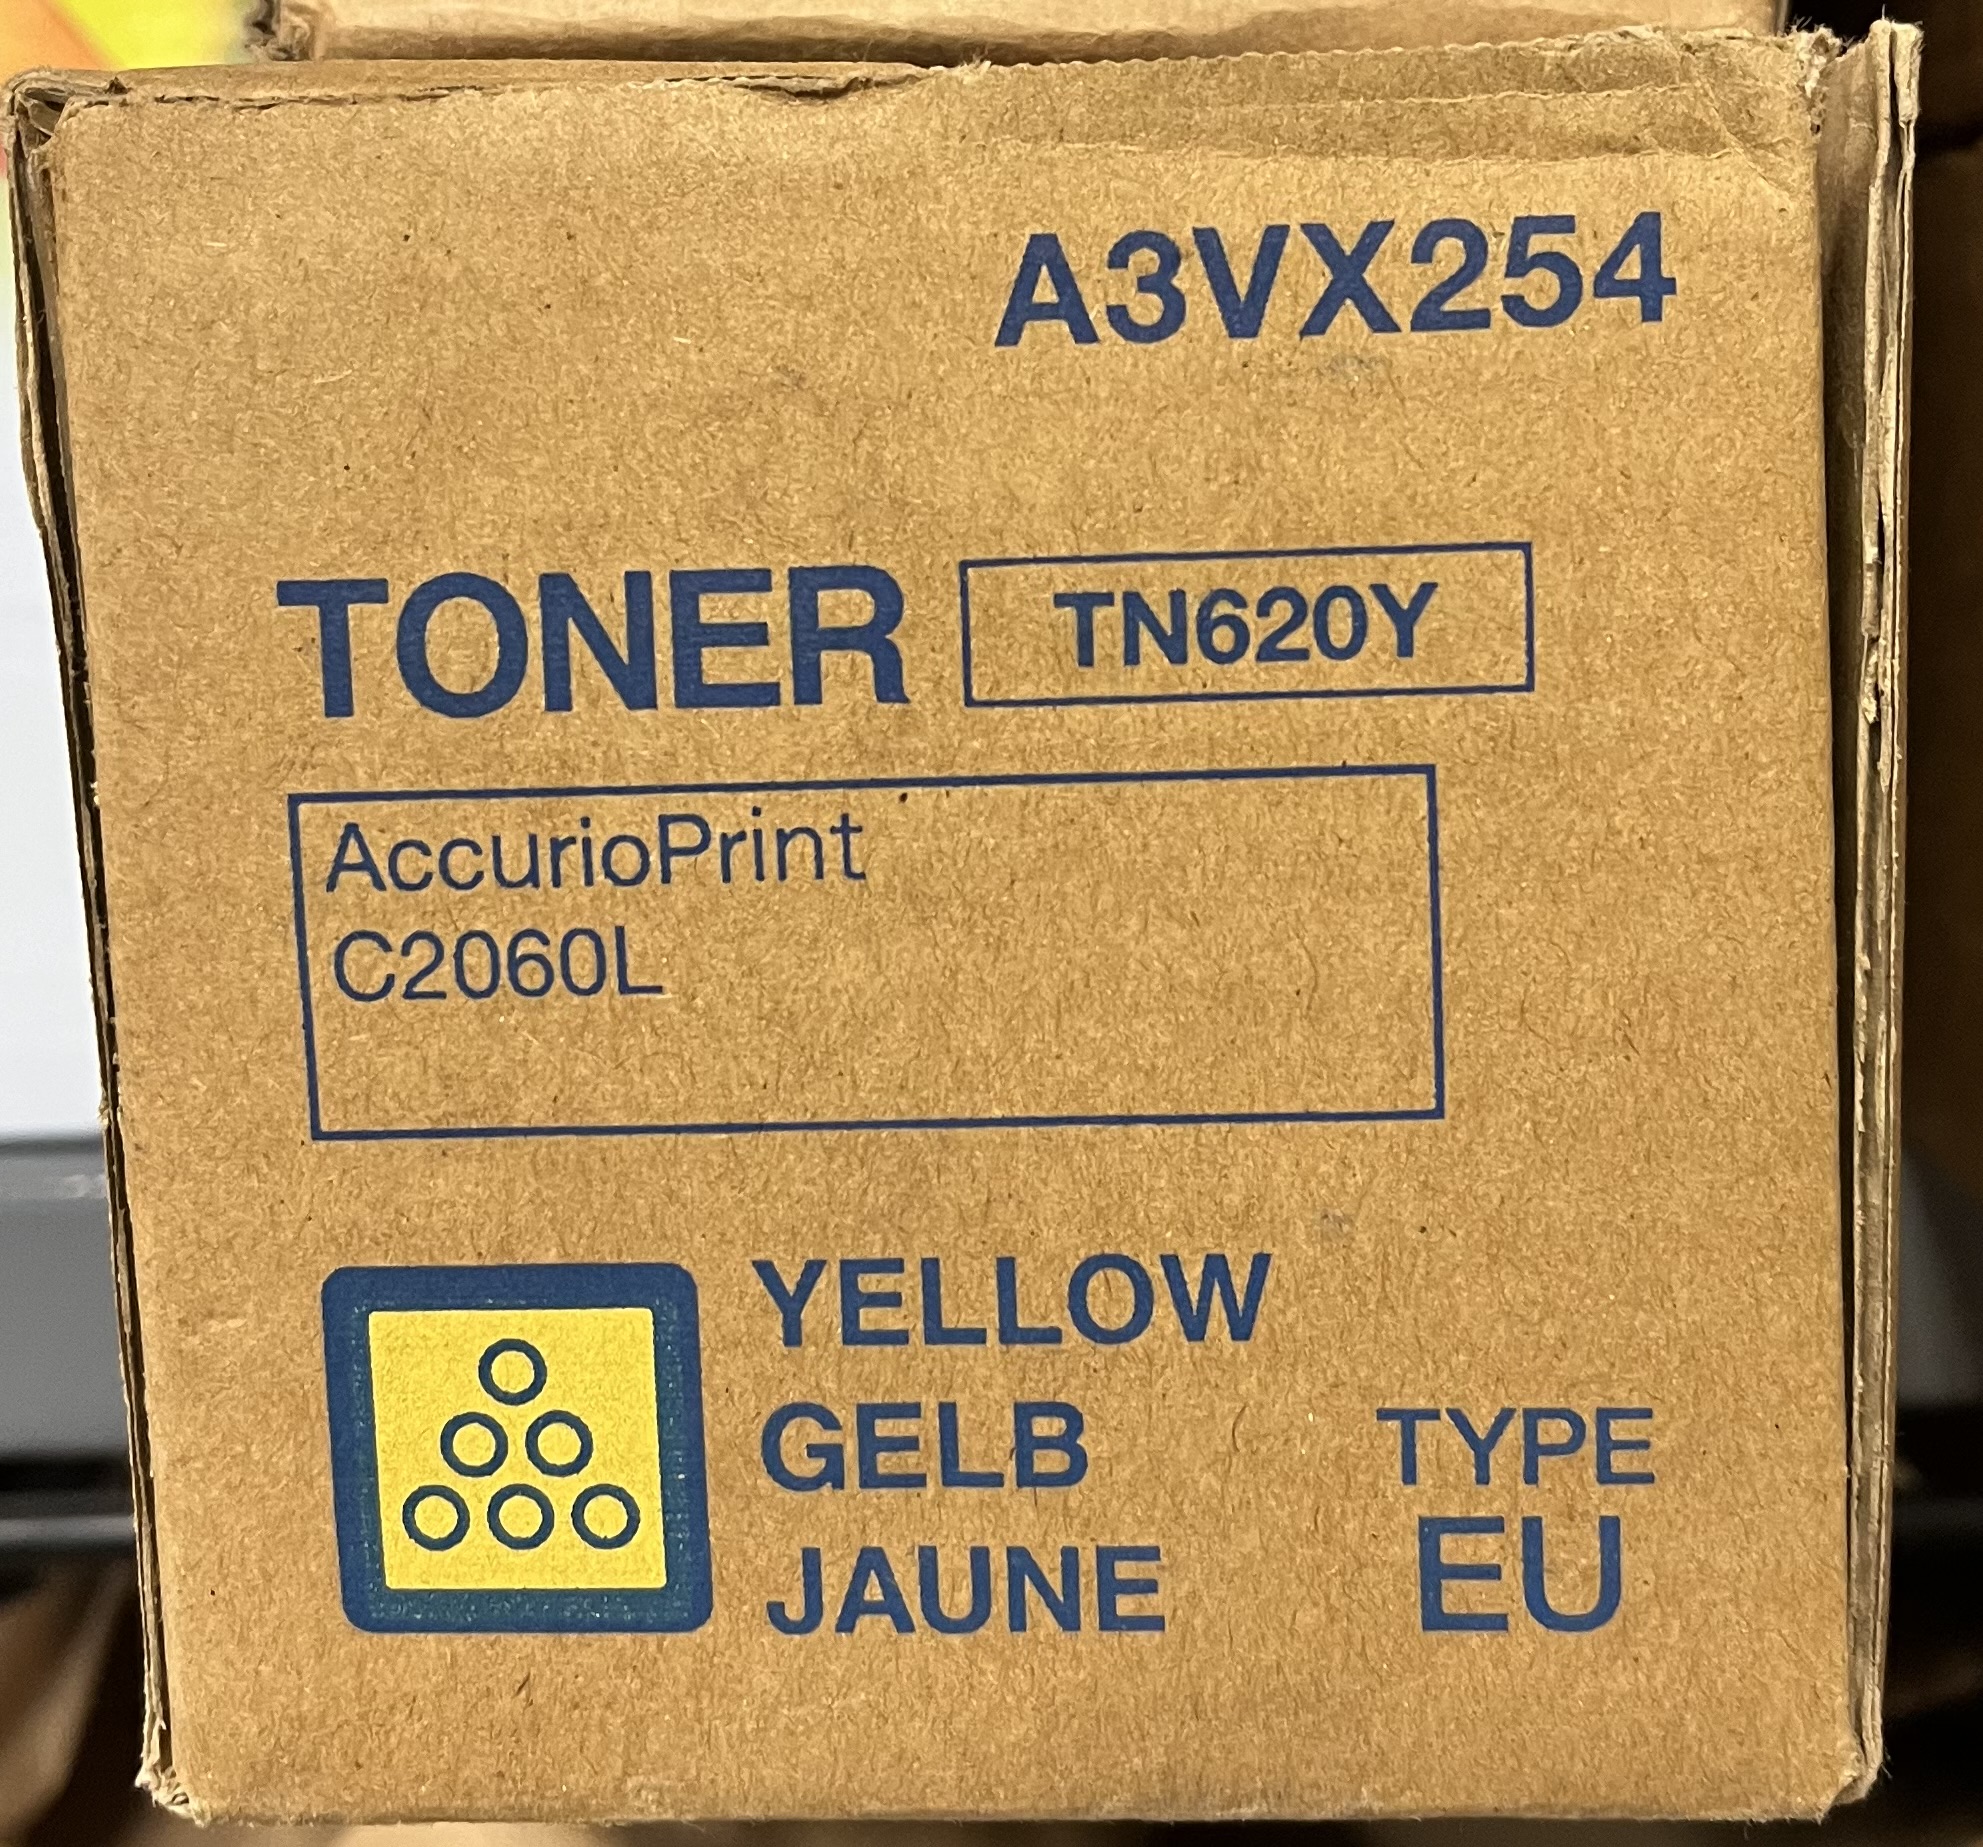 A3VX254
TONER TN620Y
AccurioPrint
C2060L
YELLOW
GELB
JAUNE
TYPE
EU